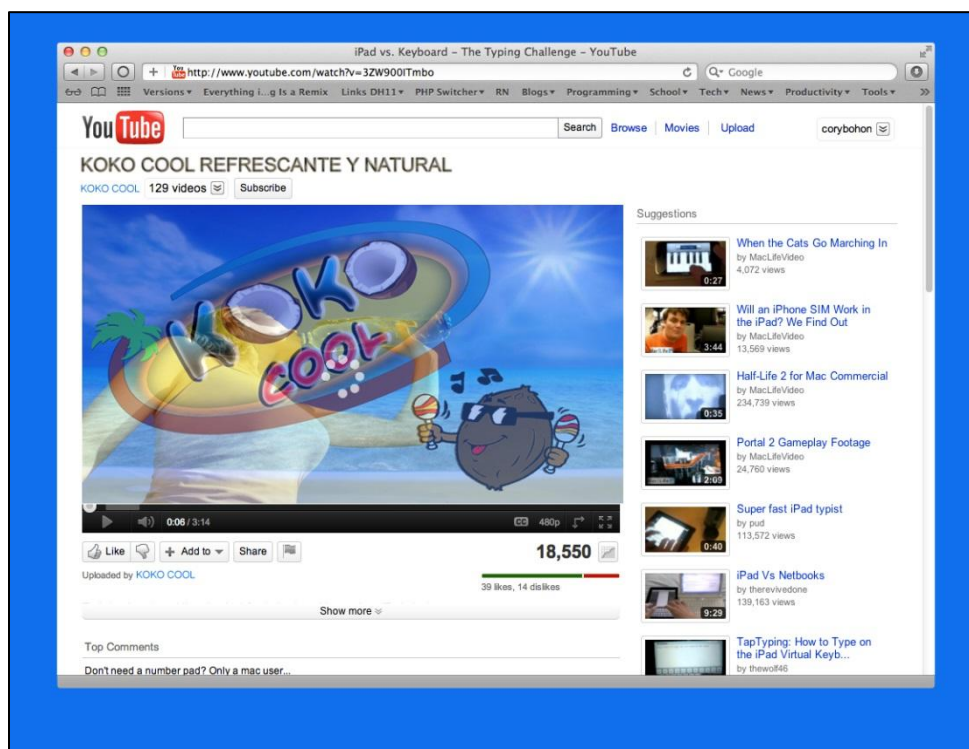 iPad vs. Keyboard – The Typing Challenge – YouTube
http://www.youtube.com/watch?v=3ZW900ITmbo
Google
Versions Everything i...g Is a Remix Links DH11 PHP Switcher RN Blogs Programming School Tech News Productivity Tools
YouTube
Search Browse Movies Upload corybohon
KOKO COOL REFRESCANTE Y NATURAL
KOKO COOL 129 videos Subscribe
KOKO
COOL
0:06 / 3:14 CC 480p
Like Add to Share 18,550
Uploaded by KOKO COOL
39 likes, 14 dislikes
Show more
Top Comments
Don't need a number pad? Only a mac user...
Suggestions
When the Cats Go Marching In
by MacLifeVideo
4,072 views
0:27
Will an iPhone SIM Work in
the iPad? We Find Out
by MacLifeVideo
13,569 views
3:44
Half-Life 2 for Mac Commercial
by MacLifeVideo
234,739 views
0:35
Portal 2 Gameplay Footage
by MacLifeVideo
24,760 views
2:09
Super fast iPad typist
by pud
113,572 views
0:40
iPad Vs Netbooks
by therevivedone
139,163 views
9:29
TapTyping: How to Type on
the iPad Virtual Keyb...
by thewolf46